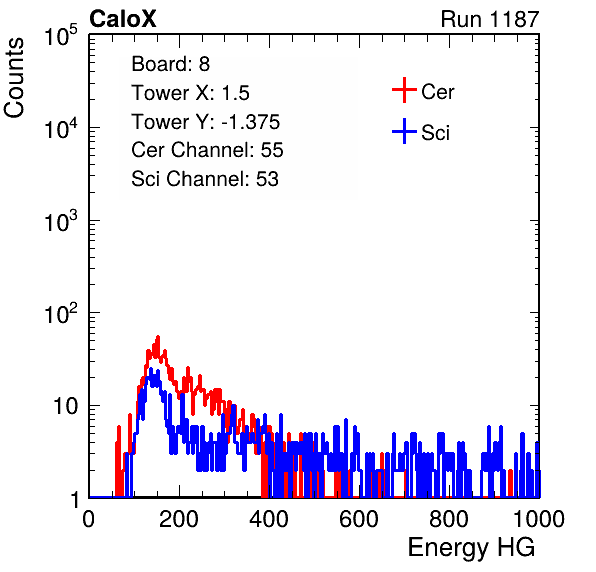 CaloX Run 1187
Board: 8
Tower X: 1.5
Tower Y: -1.375
Cer Channel: 55
Sci Channel: 53
Cer
Sci
Counts
10^5
10^4
10^3
10^2
10
1
0 200 400 600 800 1000
Energy HG